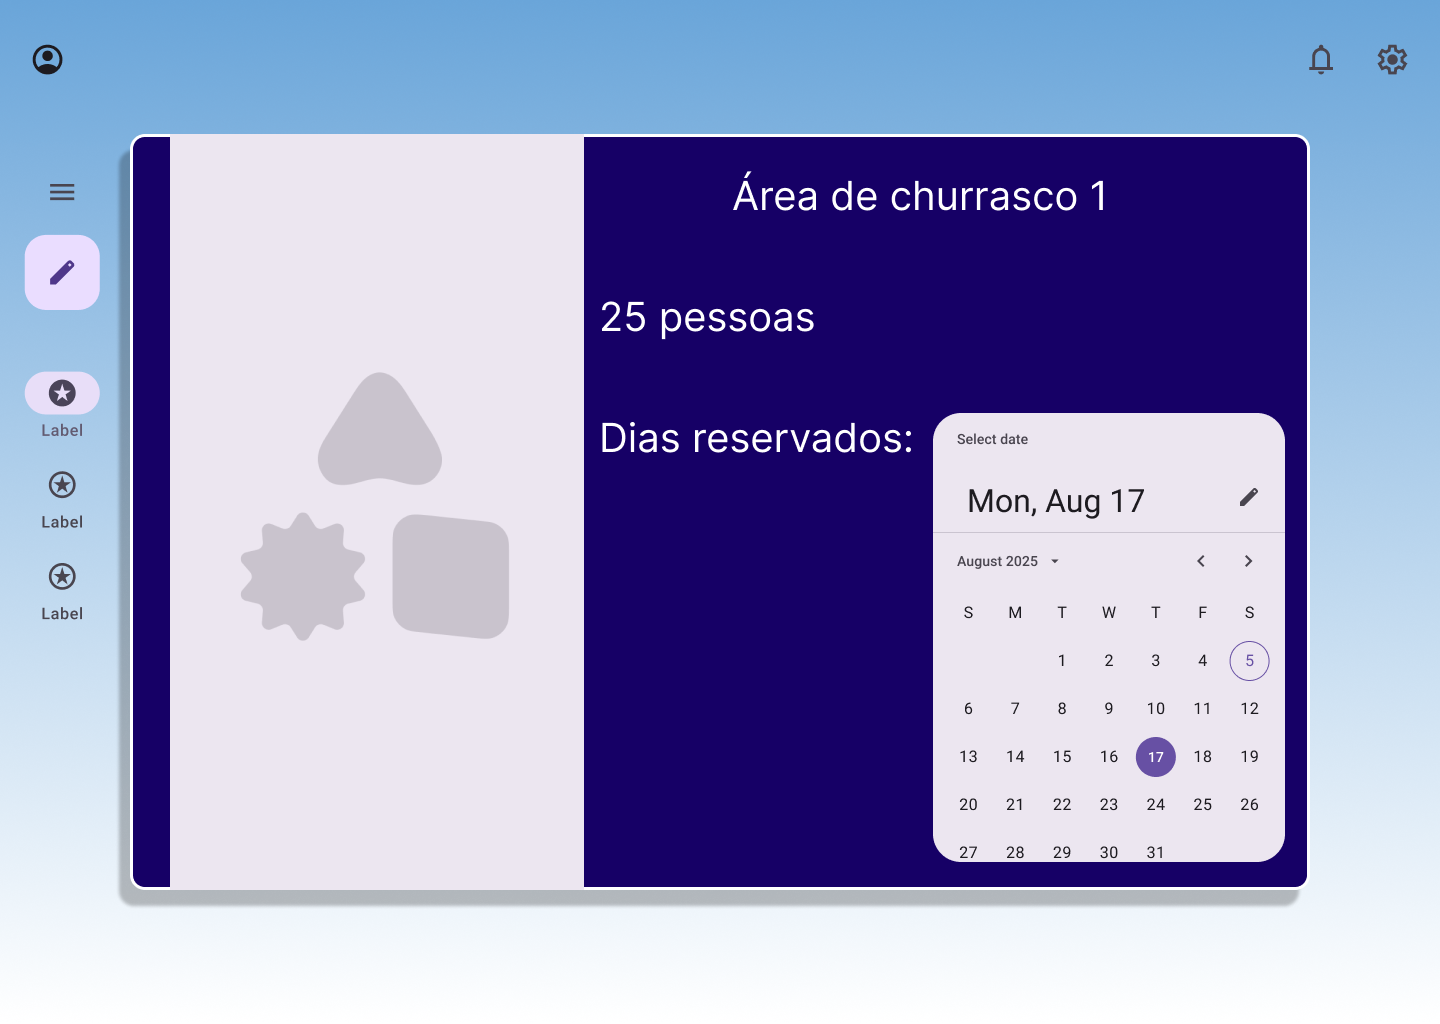 Área de churrasco 1
25 pessoas
Dias reservados:
Label
Label
Label
Select date
Mon, Aug 17
August 2025
S M T W T F S
1 2 3 4 5
6 7 8 9 10 11 12
13 14 15 16 17 18 19
20 21 22 23 24 25 26
27 28 29 30 31